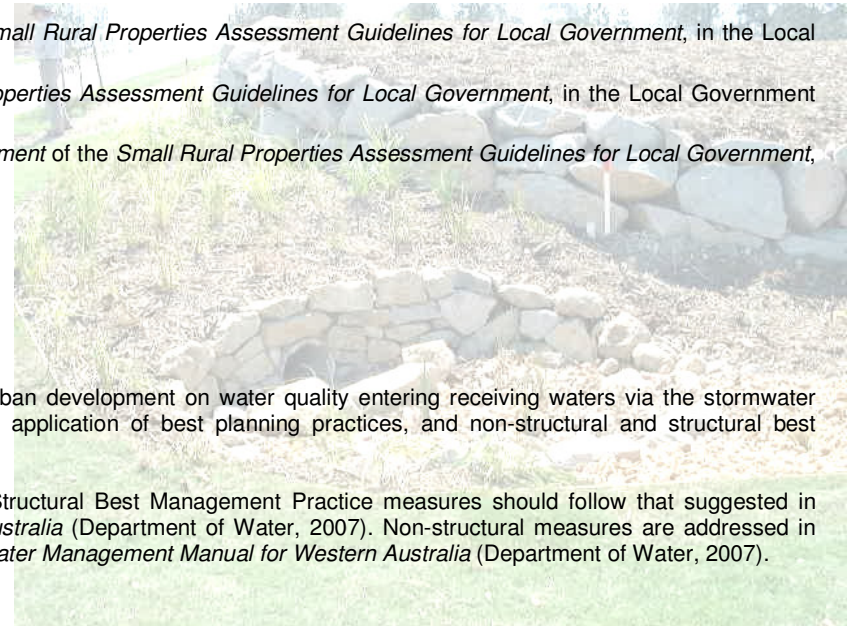 mall Rural Properties Assessment Guidelines for Local Government, in the Local
operties Assessment Guidelines for Local Government, in the Local Government
ment of the Small Rural Properties Assessment Guidelines for Local Government,
ban development on water quality entering receiving waters via the stormwater
application of best planning practices, and non-structural and structural best
Structural Best Management Practice measures should follow that suggested in
ustralia (Department of Water, 2007). Non-structural measures are addressed in
ater Management Manual for Western Australia (Department of Water, 2007).